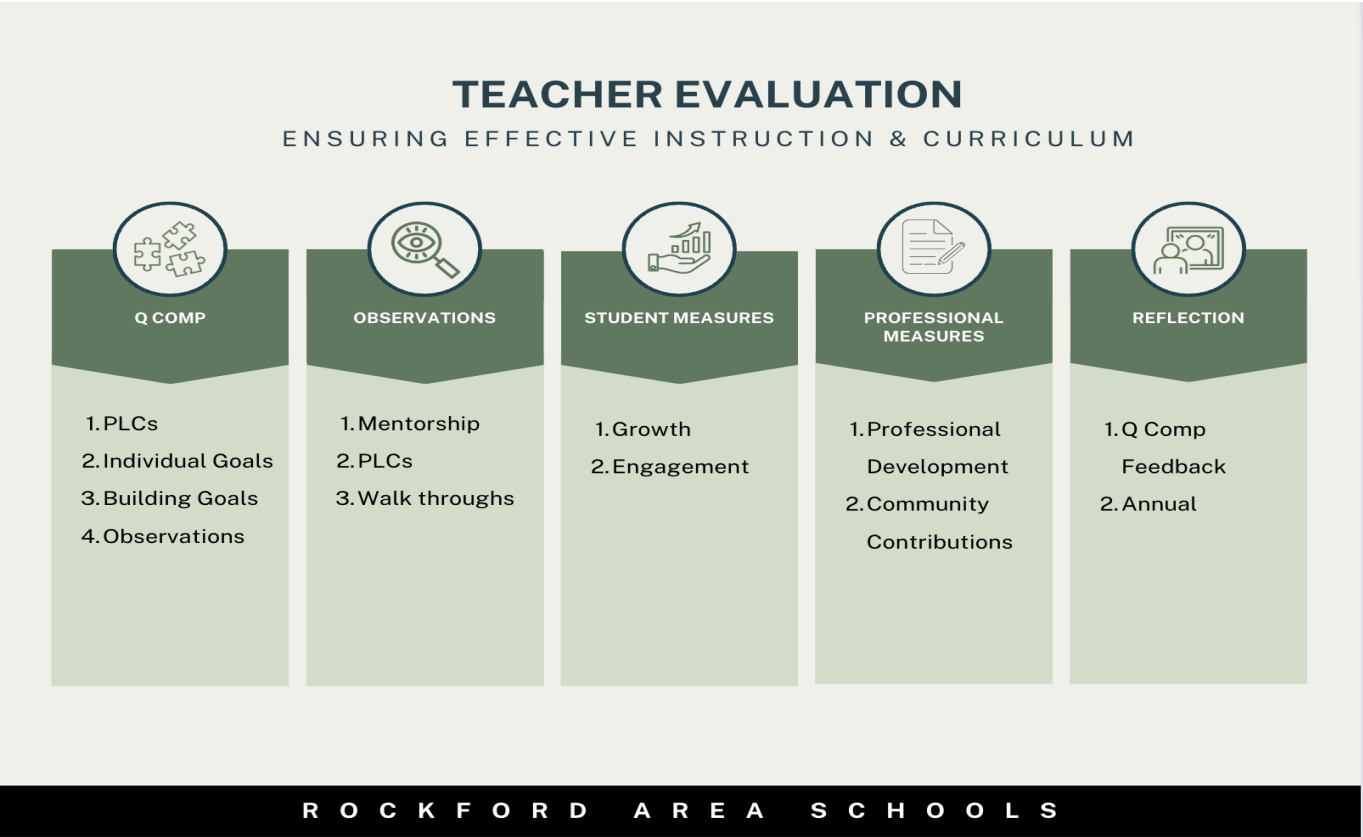 TEACHER EVALUATION
ENSURING EFFECTIVE INSTRUCTION & CURRICULUM
Q COMP
1. PLCs
2. Individual Goals
3. Building Goals
4. Observations
OBSERVATIONS
1. Mentorship
2. PLCs
3. Walk throughs
STUDENT MEASURES
1. Growth
2. Engagement
PROFESSIONAL
MEASURES
1. Professional
Development
2. Community
Contributions
REFLECTION
1. Q Comp
Feedback
2. Annual
ROCKFORD AREA SCHOOLS